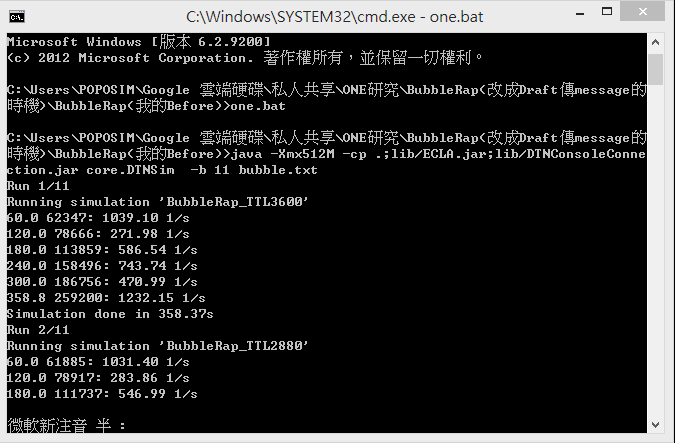 C:\Windows\SYSTEM32\cmd.exe - one.bat
Microsoft Windows [版本 6.2.9200]
(c) 2012 Microsoft Corporation. 著作權所有，並保留一切權利。
C:\Users\POPOSIM\Google 雲端硬碟\私人共享\ONE研究\BubbleRap(改成Draft傳message的
時機)\BubbleRap(我的Before)>one.bat
C:\Users\POPOSIM\Google 雲端硬碟\私人共享\ONE研究\BubbleRap(改成Draft傳message的
時機)\BubbleRap(我的Before)>java -Xmx512M -cp .;lib/ECLA.jar;lib/DTNConsoleConne
ction.jar core.DTNSim  -b 11 bubble.txt
Run 1/11
Running simulation 'BubbleRap_TTL3600'
60.0 62347: 1039.10 1/s
120.0 78666: 271.98 1/s
180.0 113859: 586.54 1/s
240.0 158496: 743.74 1/s
300.0 186756: 470.99 1/s
358.8 259200: 1232.15 1/s
Simulation done in 358.37s
Run 2/11
Running simulation 'BubbleRap_TTL2880'
60.0 61885: 1031.40 1/s
120.0 78917: 283.86 1/s
180.0 111737: 546.99 1/s
微軟新注音 半 :